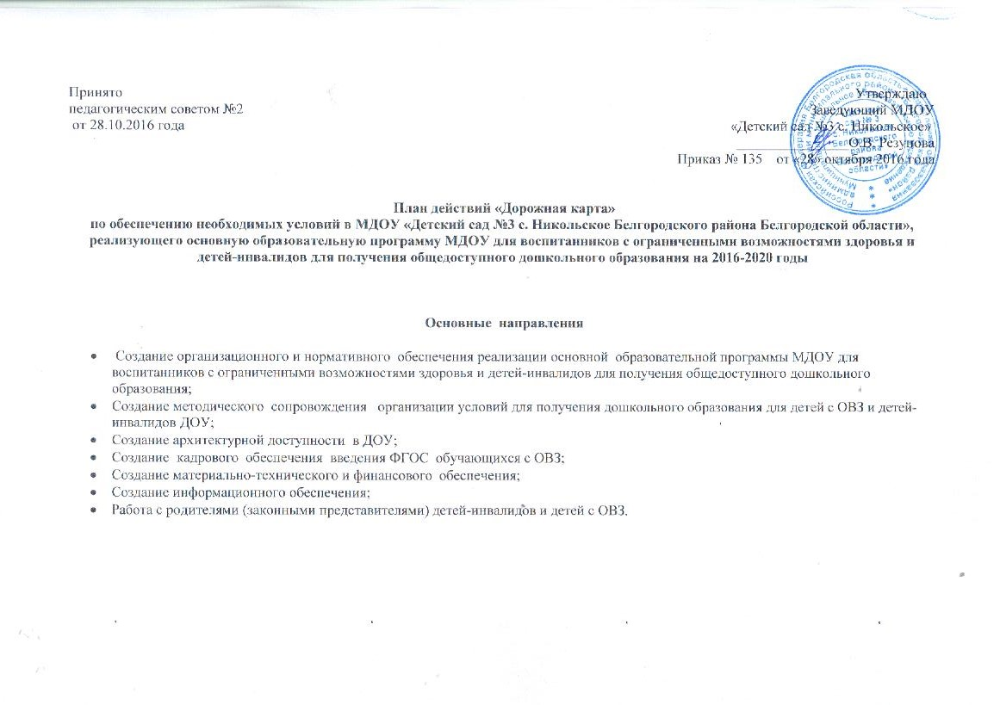 Принято
педагогическим советом №2
от 28.10.2016 года
Утверждаю
Заведующий МДОУ
«Детский сад №3 с. Никольское»
О.В. Резунова
Приказ № 135 от «28» октября 2016 года
План действий «Дорожная карта»
по обеспечению необходимых условий в МДОУ «Детский сад №3 с. Никольское Белгородского района Белгородской области»,
реализующего основную образовательную программу МДОУ для воспитанников с ограниченными возможностями здоровья и
детей-инвалидов для получения общедоступного дошкольного образования на 2016-2020 годы
Основные направления
• Создание организационного и нормативного обеспечения реализации основной образовательной программы МДОУ для
воспитанников с ограниченными возможностями здоровья и детей-инвалидов для получения общедоступного дошкольного
образования;
• Создание методического сопровождения организации условий для получения дошкольного образования для детей с ОВЗ и детей-
инвалидов ДОУ;
• Создание архитектурной доступности в ДОУ;
• Создание кадрового обеспечения введения ФГОС обучающихся с ОВЗ;
• Создание материально-технического и финансового обеспечения;
• Создание информационного обеспечения;
• Работа с родителями (законными представителями) детей-инвалидов и детей с ОВЗ.